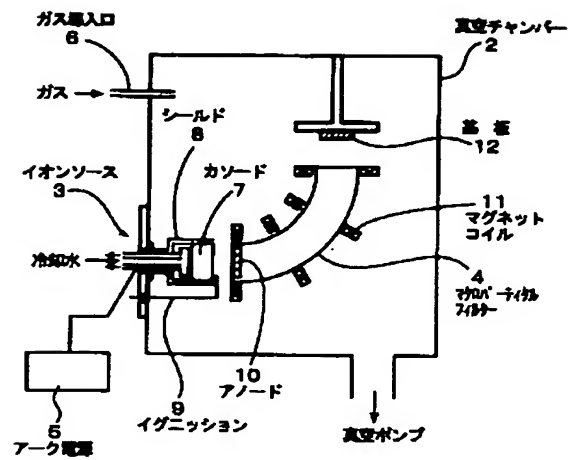 ガス導入口
6
ガス
真空チャンバー
2
シールド
8
基板
12
イオンソース
3
カソード
7
11
マグネット
コイル
冷却水
4
マクロパーティクル
フィルター
10
アノード
9
イグニッション
5
アーク電源
真空ポンプ